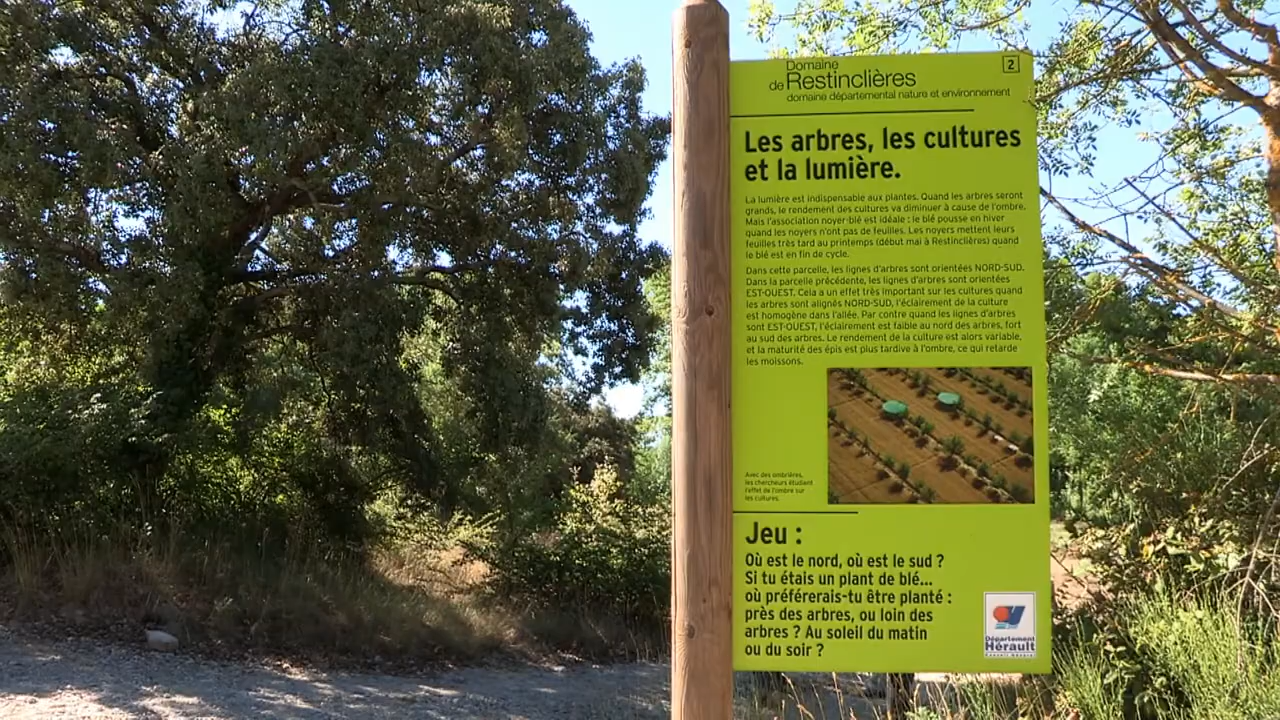 Domaine
de Restinclières
domaine départemental nature et environnement
2
Les arbres, les cultures
et la lumière.
La lumière est indispensable aux plantes. Quand les arbres seront
grands, le rendement des cultures va diminuer à cause de l'ombre.
Mais l'association noyer-blé est idéale : le blé pousse en hiver
quand les noyers n'ont pas de feuilles. Les noyers mettent leurs
feuilles très tard au printemps (début mai à Restinclières) quand
le blé est en fin de cycle.
Dans cette parcelle, les lignes d'arbres sont orientées NORD-SUD.
Dans la parcelle précédente, les lignes d'arbres sont orientées
EST-OUEST. Cela a un effet très important sur les cultures quand
les arbres sont alignés NORD-SUD, l'éclairement de la culture
est homogène dans l'allée. Par contre quand les lignes d'arbres
sont EST-OUEST, l'éclairement est faible au nord des arbres, fort
au sud des arbres. Le rendement de la culture est alors variable,
et la maturité des épis est plus tardive à l'ombre, ce qui retarde
les moissons.
Avec des ombrières,
les chercheurs étudient
l'effet de l'ombre sur
les cultures.
Jeu :
Où est le nord, où est le sud ?
Si tu étais un plant de blé...
où préférerais-tu être planté :
près des arbres, ou loin des
arbres ? Au soleil du matin
ou du soir ?
Département
Hérault
Conseil Général